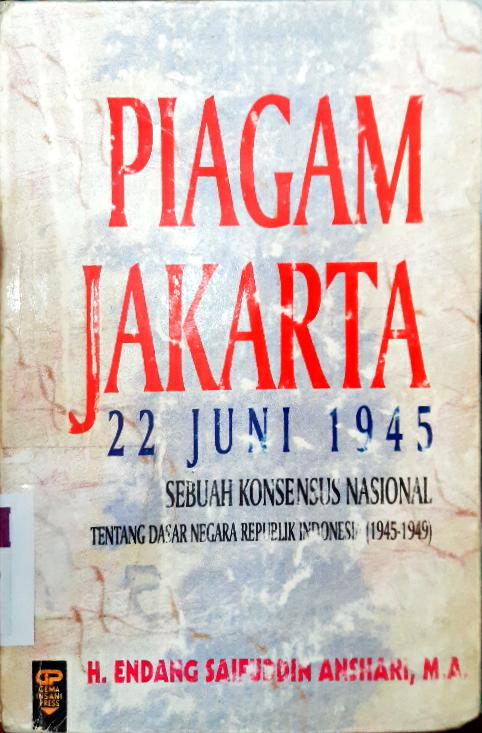 PIAGAM
JAKARTA
22 JUNI 1945
SEBUAH KONSENSUS NASIONAL
TENTANG DASAR NEGARA REPUBLIK INDONESIA (1945-1949)
H. ENDANG SAIFUDDIN ANSHARI, M.A.
GIP
GEMA
INSANI
PRESS